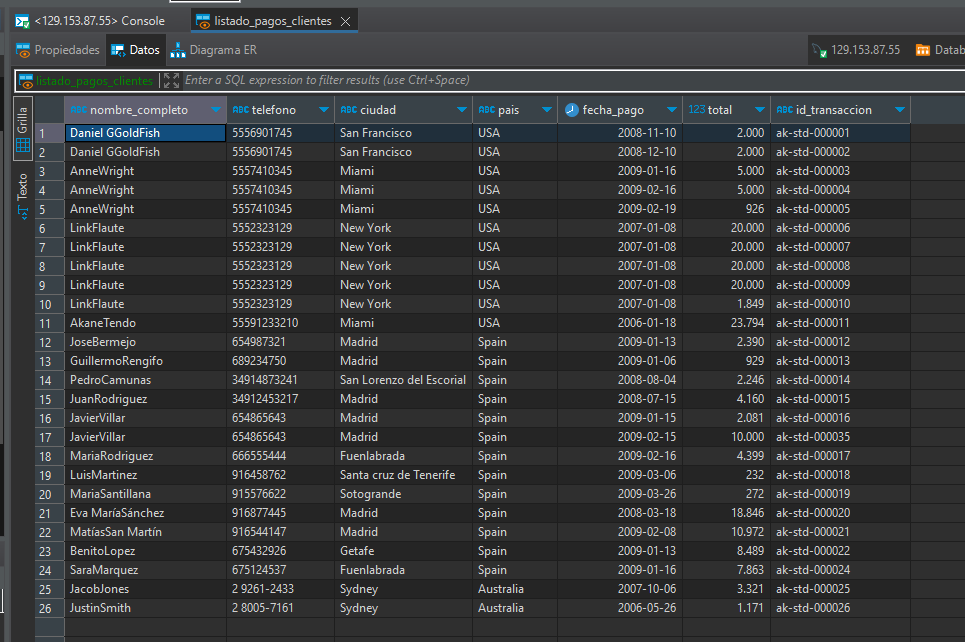 <129.153.87.55> Console listado_pagos_clientes
Propiedades Datos Diagrama ER 129.153.87.55 Datab
listado_pagos_clientes Enter a SQL expression to filter results (use Ctrl+Space)
Grilla
Texto
ABC nombre_completo ABC telefono ABC ciudad ABC pais fecha_pago 123 total ABC id_transaccion
1 Daniel GGoldFish 5556901745 San Francisco USA 2008-11-10 2.000 ak-std-000001
2 Daniel GGoldFish 5556901745 San Francisco USA 2008-12-10 2.000 ak-std-000002
3 AnneWright 5557410345 Miami USA 2009-01-16 5.000 ak-std-000003
4 AnneWright 5557410345 Miami USA 2009-02-16 5.000 ak-std-000004
5 AnneWright 5557410345 Miami USA 2009-02-19 926 ak-std-000005
6 LinkFlaute 5552323129 New York USA 2007-01-08 20.000 ak-std-000006
7 LinkFlaute 5552323129 New York USA 2007-01-08 20.000 ak-std-000007
8 LinkFlaute 5552323129 New York USA 2007-01-08 20.000 ak-std-000008
9 LinkFlaute 5552323129 New York USA 2007-01-08 20.000 ak-std-000009
10 LinkFlaute 5552323129 New York USA 2007-01-08 1.849 ak-std-000010
11 AkaneTendo 55591233210 Miami USA 2006-01-18 23.794 ak-std-000011
12 JoseBermejo 654987321 Madrid Spain 2009-01-13 2.390 ak-std-000012
13 GuillermoRengifo 689234750 Madrid Spain 2009-01-06 929 ak-std-000013
14 PedroCamunas 34914873241 San Lorenzo del Escorial Spain 2008-08-04 2.246 ak-std-000014
15 JuanRodriguez 34912453217 Madrid Spain 2008-07-15 4.160 ak-std-000015
16 JavierVillar 654865643 Madrid Spain 2009-01-15 2.081 ak-std-000016
17 JavierVillar 654865643 Madrid Spain 2009-02-15 10.000 ak-std-000035
18 MariaRodriguez 666555444 Fuenlabrada Spain 2009-02-16 4.399 ak-std-000017
19 LuisMartinez 916458762 Santa cruz de Tenerife Spain 2009-03-06 232 ak-std-000018
20 MariaSantillana 915576622 Sotogrande Spain 2009-03-26 272 ak-std-000019
21 Eva MaríaSánchez 916877445 Madrid Spain 2008-03-18 18.846 ak-std-000020
22 MatíasSan Martín 916544147 Madrid Spain 2009-02-08 10.972 ak-std-000021
23 BenitoLopez 675432926 Getafe Spain 2009-01-13 8.489 ak-std-000022
24 SaraMarquez 675124537 Fuenlabrada Spain 2009-01-16 7.863 ak-std-000024
25 JacobJones 2 9261-2433 Sydney Australia 2007-10-06 3.321 ak-std-000025
26 JustinSmith 2 8005-7161 Sydney Australia 2006-05-26 1.171 ak-std-000026